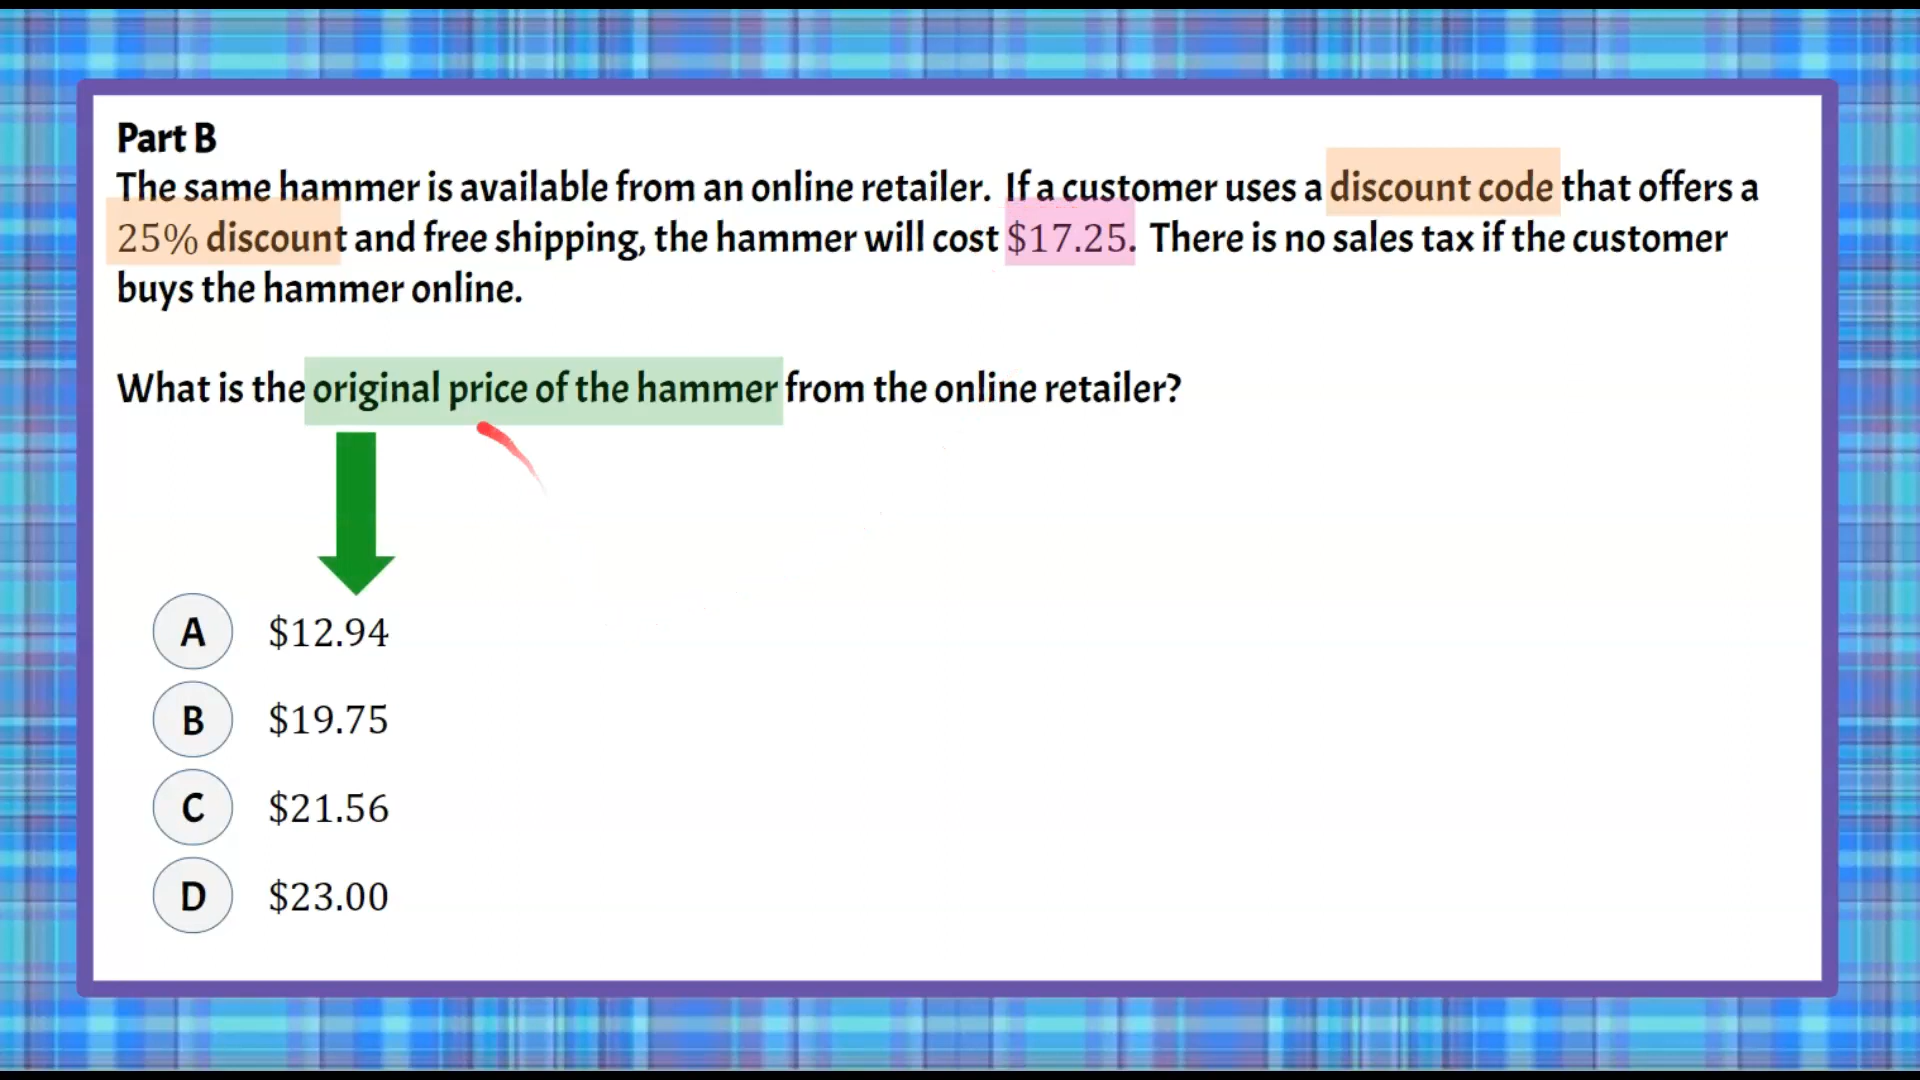 Part B
The same hammer is available from an online retailer. If a customer uses a discount code that offers a
25% discount and free shipping, the hammer will cost $17.25. There is no sales tax if the customer
buys the hammer online.
What is the original price of the hammer from the online retailer?
A $12.94
B $19.75
C $21.56
D $23.00